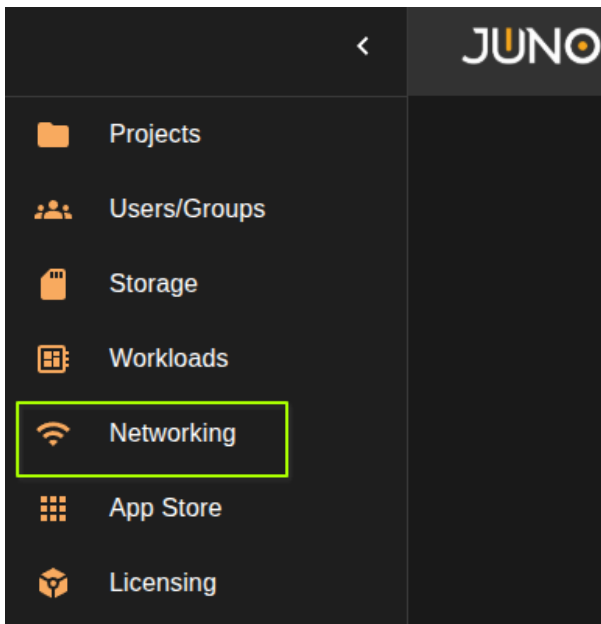 JUNO
Projects
Users/Groups
Storage
Workloads
Networking
App Store
Licensing